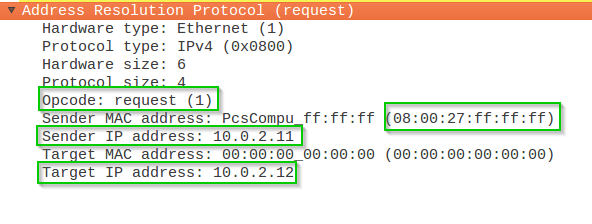 Address Resolution Protocol (request)
Hardware type: Ethernet (1)
Protocol type: IPv4 (0x0800)
Hardware size: 6
Protocol size: 4
Opcode: request (1)
Sender MAC address: PcsCompu_ff:ff:ff (08:00:27:ff:ff:ff)
Sender IP address: 10.0.2.11
Target MAC address: 00:00:00_00:00:00 (00:00:00:00:00:00)
Target IP address: 10.0.2.12